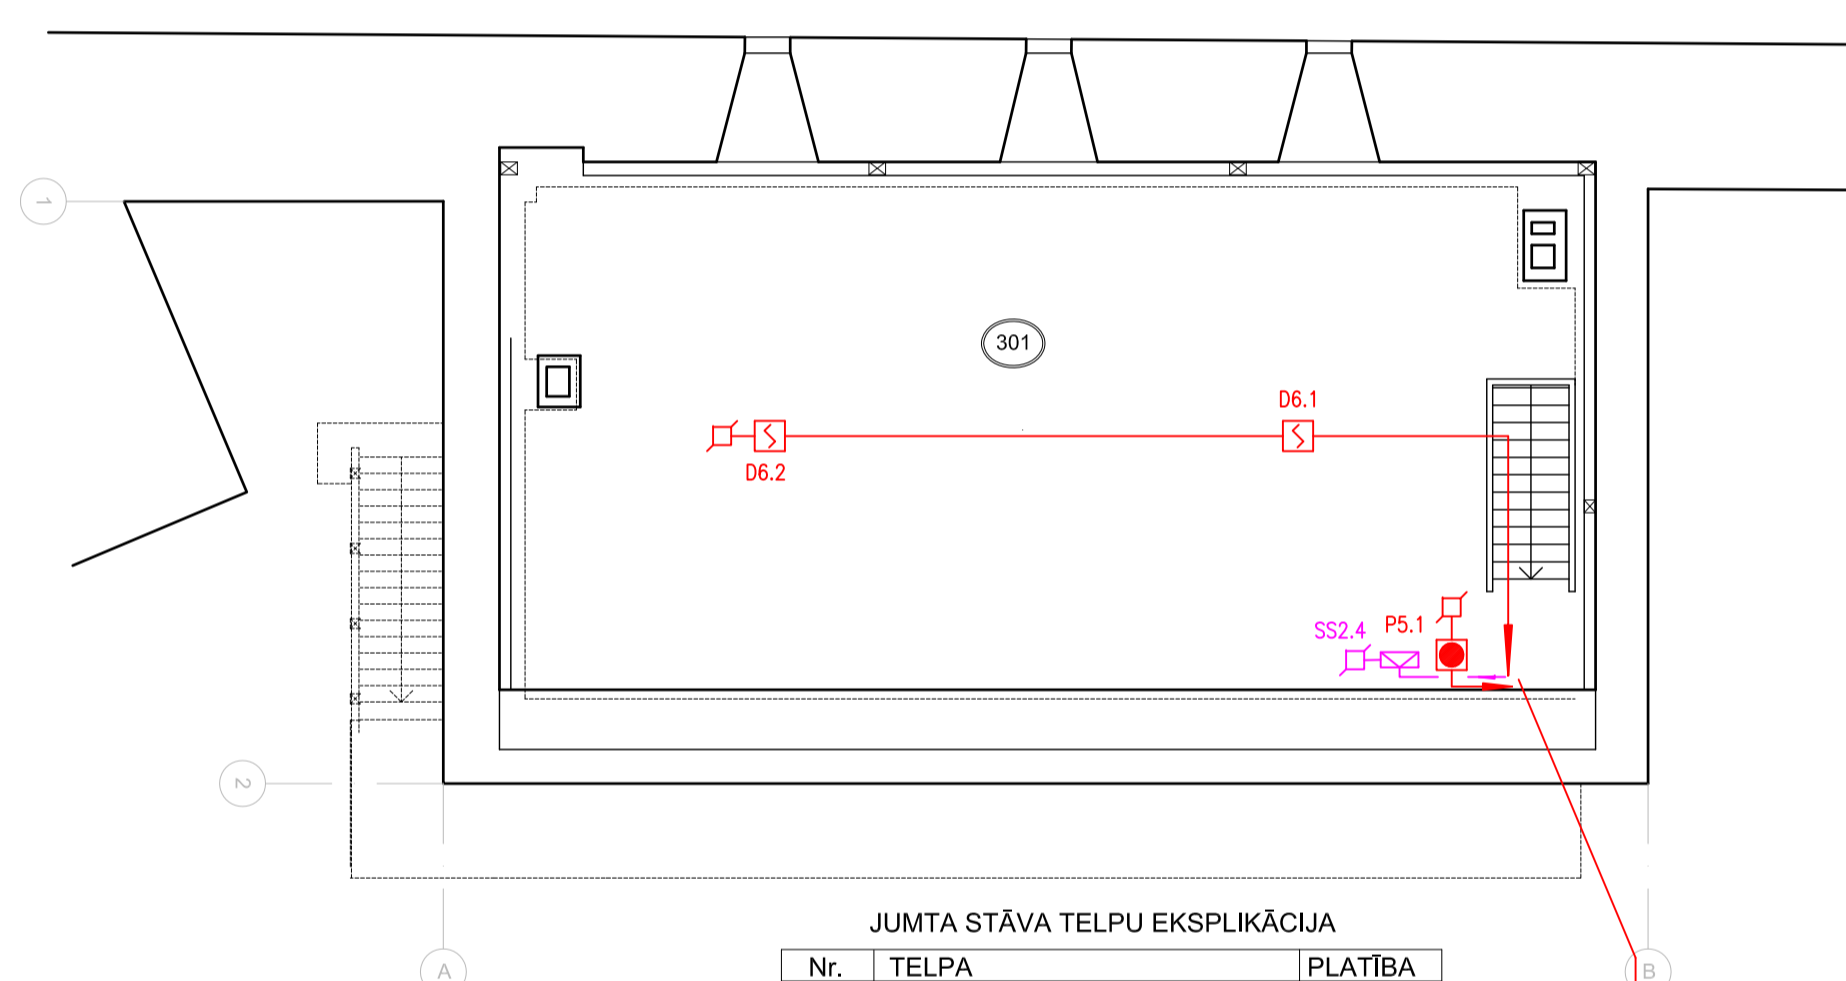 1
301
D6.1
D6.2
SS2.4
P5.1
2
JUMTA STĀVA TELPU EKSPLIKĀCIJA
Nr. TELPA PLATĪBA
A
B